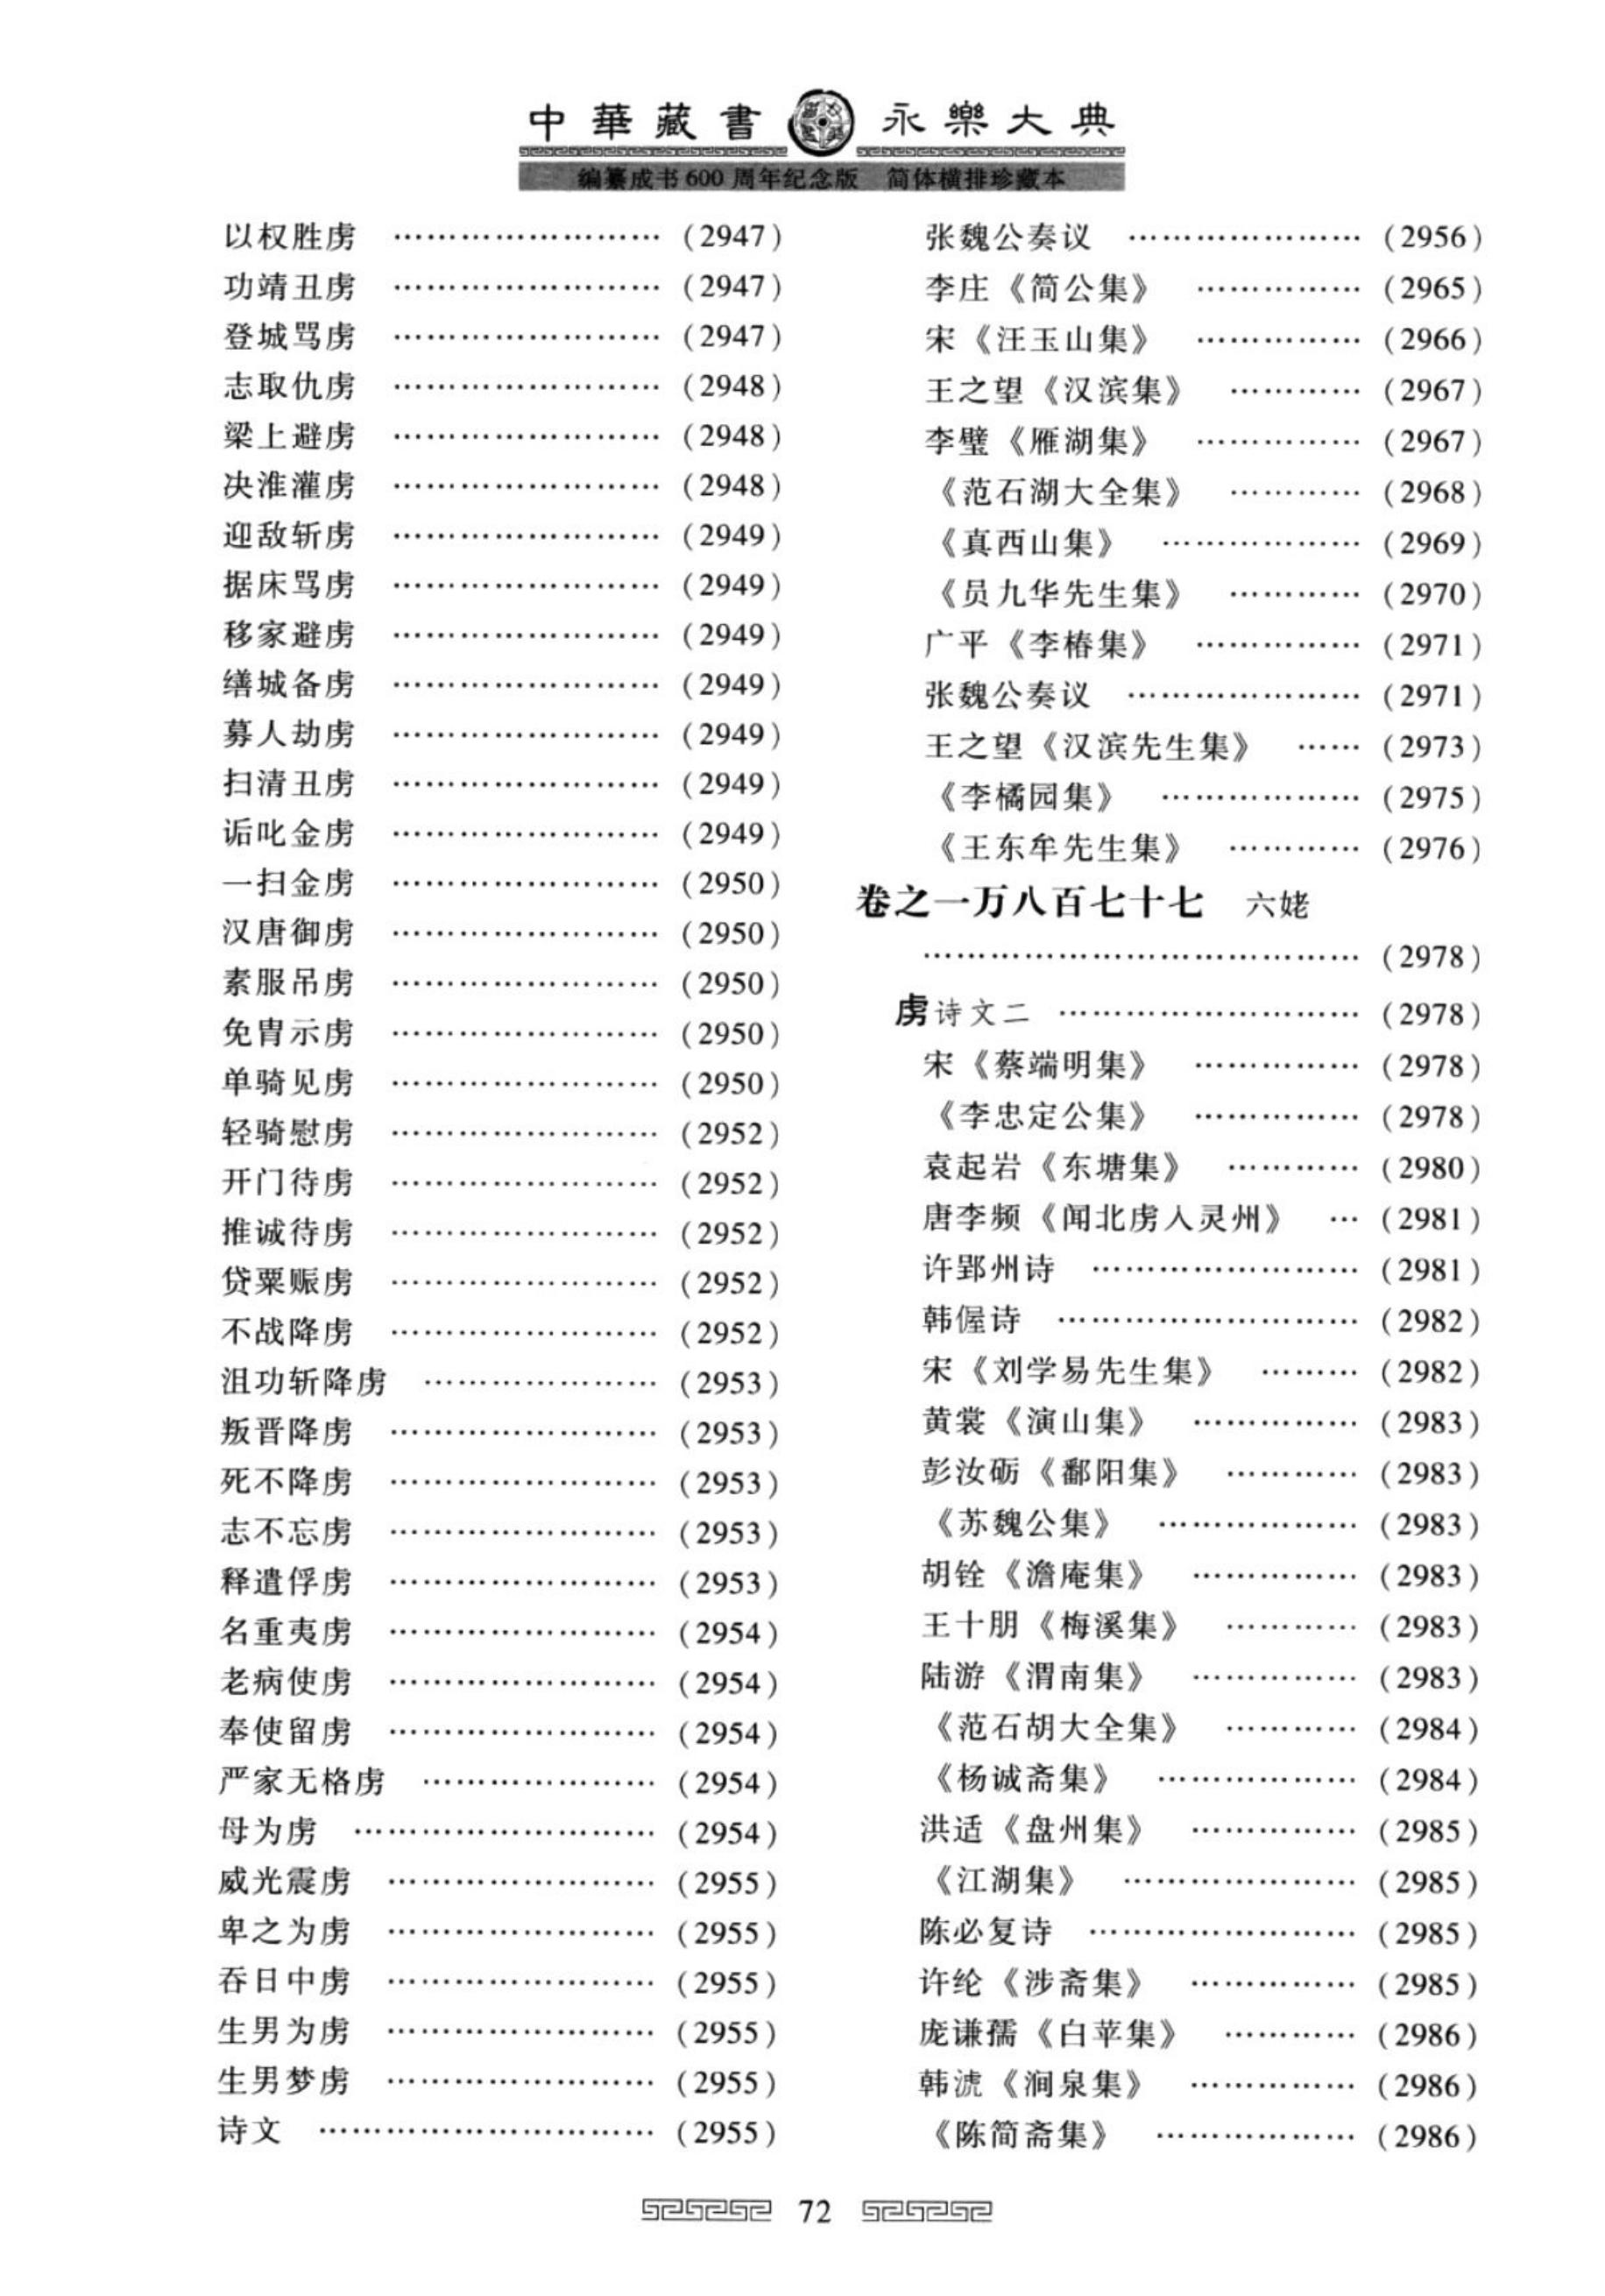 中華藏書 永樂大典
编纂成书600周年纪念版 简体横排珍藏本
以权胜虏 ……………………(2947)
功靖丑虏 ……………………(2947)
登城骂虏 ……………………(2947)
志取仇虏 ……………………(2948)
梁上避虏 ……………………(2948)
决淮灌虏 ……………………(2948)
迎敌斩虏 ……………………(2949)
据床骂虏 ……………………(2949)
移家避虏 ……………………(2949)
缮城备虏 ……………………(2949)
募人劫虏 ……………………(2949)
扫清丑虏 ……………………(2949)
诟叱金虏 ……………………(2949)
一扫金虏 ……………………(2950)
汉唐御虏 ……………………(2950)
素服吊虏 ……………………(2950)
免胄示虏 ……………………(2950)
单骑见虏 ……………………(2950)
轻骑慰虏 ……………………(2952)
开门待虏 ……………………(2952)
推诚待虏 ……………………(2952)
贷粟赈虏 ……………………(2952)
不战降虏 ……………………(2952)
沮功斩降虏 …………………(2953)
叛晋降虏 ……………………(2953)
死不降虏 ……………………(2953)
志不忘虏 ……………………(2953)
释遣俘虏 ……………………(2953)
名重夷虏 ……………………(2954)
老病使虏 ……………………(2954)
奉使留虏 ……………………(2954)
严家无格虏 …………………(2954)
母为虏 ………………………(2954)
威光震虏 ……………………(2955)
卑之为虏 ……………………(2955)
吞日中虏 ……………………(2955)
生男为虏 ……………………(2955)
生男梦虏 ……………………(2955)
诗文 …………………………(2955)
张魏公奏议 …………………(2956)
李庄《简公集》 ……………(2965)
宋《汪玉山集》 ……………(2966)
王之望《汉滨集》 …………(2967)
李璧《雁湖集》 ……………(2967)
《范石湖大全集》 …………(2968)
《真西山集》 ………………(2969)
《员九华先生集》 …………(2970)
广平《李椿集》 ……………(2971)
张魏公奏议 …………………(2971)
王之望《汉滨先生集》 ……(2973)
《李橘园集》 ………………(2975)
《王东牟先生集》 …………(2976)
卷之一万八百七十七 六姥
…………………………………(2978)
虏诗文二 ……………………(2978)
宋《蔡端明集》 ……………(2978)
《李忠定公集》 ……………(2978)
袁起岩《东塘集》 …………(2980)
唐李频《闻北虏入灵州》 …(2981)
许郢州诗 ……………………(2981)
韩偓诗 ………………………(2982)
宋《刘学易先生集》 ………(2982)
黄裳《演山集》 ……………(2983)
彭汝砺《鄱阳集》 …………(2983)
《苏魏公集》 ………………(2983)
胡铨《澹庵集》 ……………(2983)
王十朋《梅溪集》 …………(2983)
陆游《渭南集》 ……………(2983)
《范石胡大全集》 …………(2984)
《杨诚斋集》 ………………(2984)
洪适《盘州集》 ……………(2985)
《江湖集》 …………………(2985)
陈必复诗 ……………………(2985)
许纶《涉斋集》 ……………(2985)
庞谦孺《白苹集》 …………(2986)
韩淲《涧泉集》 ……………(2986)
《陈简斋集》 ………………(2986)
72